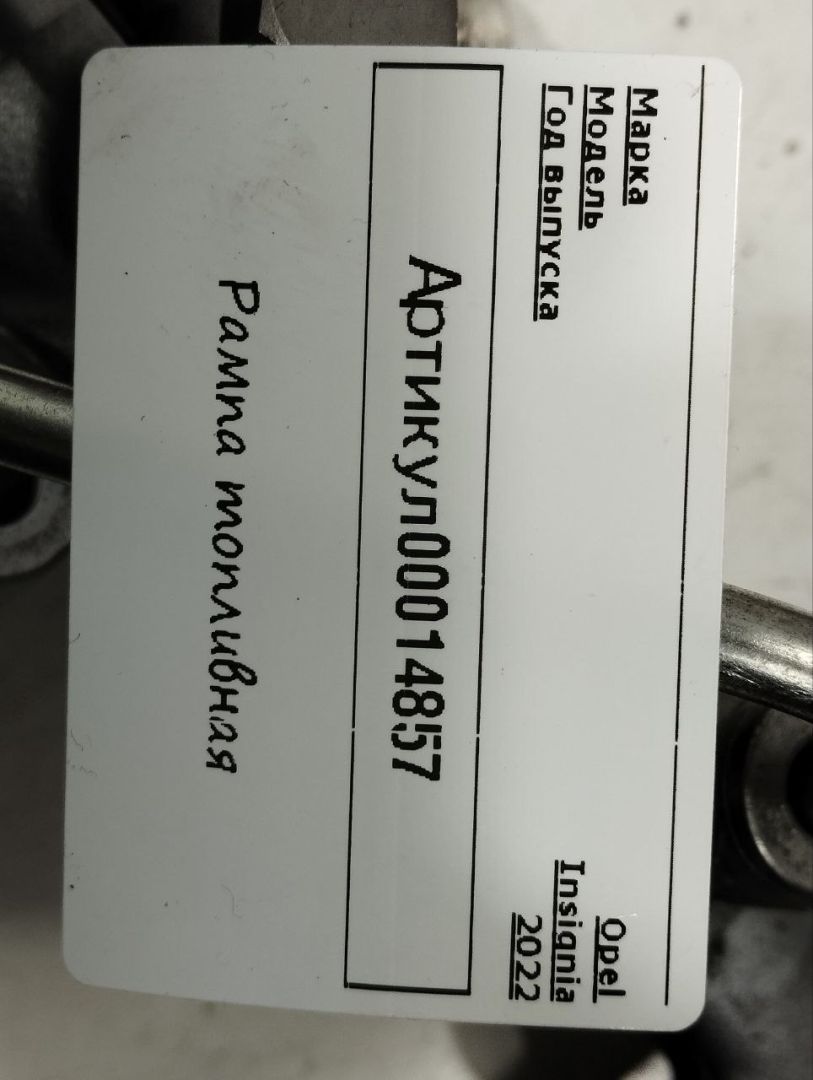 Марка Opel
Модель Insignia
Год выпуска 2022
Артикул00014857
Рампа топливная